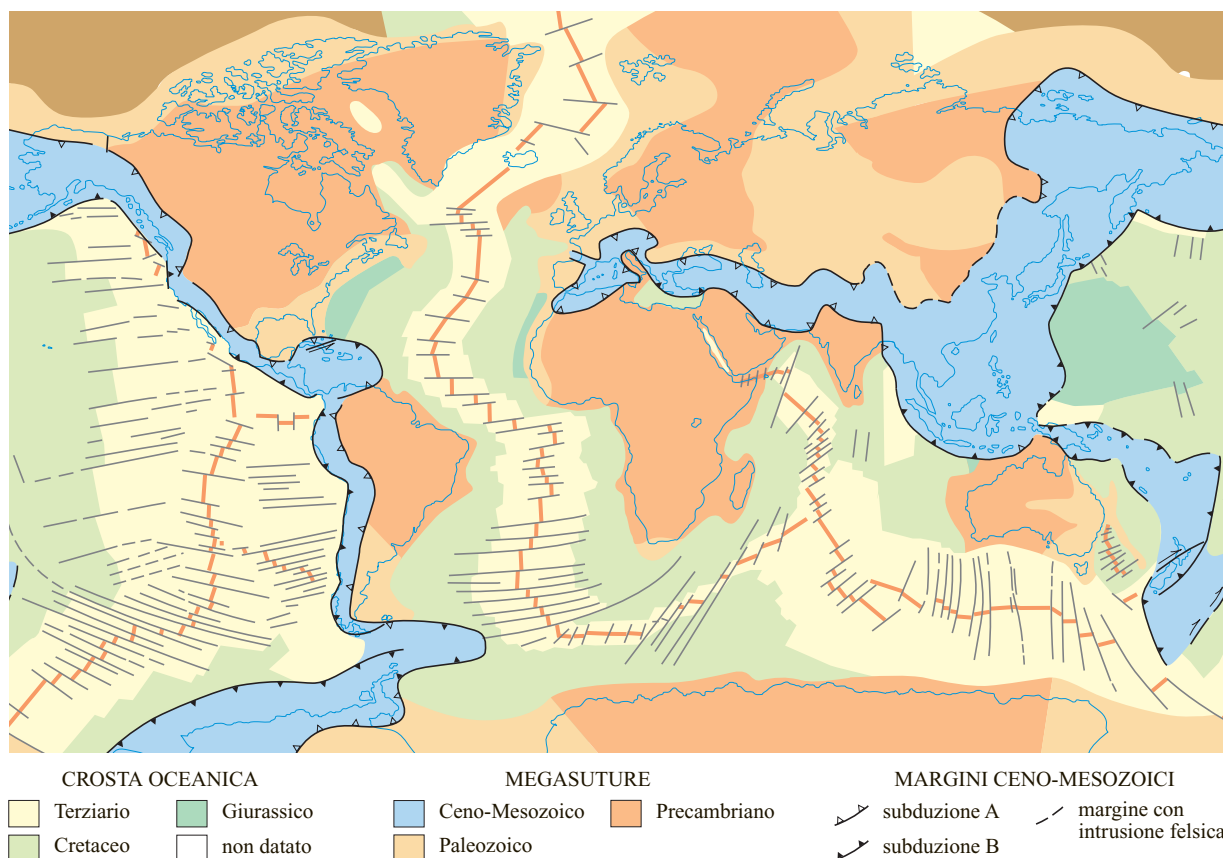 CROSTA OCEANICA
Terziario
Giurassico
Cretaceo
non datato
MEGASUTURE
Ceno-Mesozoico
Precambriano
Paleozoico
MARGINI CENO-MESOZOICI
subduzione A
margine con
intrusione felsica
subduzione B